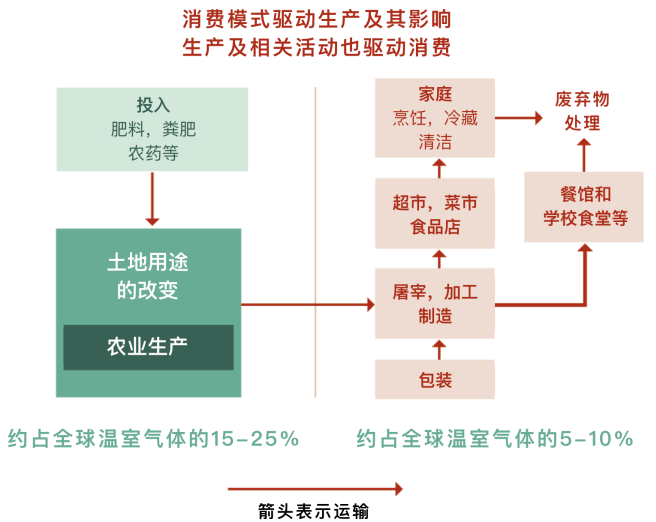 消费模式驱动生产及其影响
生产及相关活动也驱动消费
投入
肥料，粪肥
农药等
土地用途
的改变
农业生产
家庭
烹饪，冷藏
清洁
废弃物
处理
超市，菜市
食品店
餐馆和
学校食堂等
屠宰，加工
制造
包装
约占全球温室气体的15-25%
约占全球温室气体的5-10%
箭头表示运输